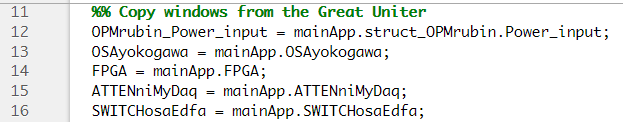 11 %% Copy windows from the Great Uniter
12 OPMrubin_Power_input = mainApp.struct_OPMrubin.Power_input;
13 OSAyokogawa = mainApp.OSAyokogawa;
14 FPGA = mainApp.FPGA;
15 ATTENniMyDaq = mainApp.ATTENniMyDaq;
16 SWITCHosaEdfa = mainApp.SWITCHosaEdfa;